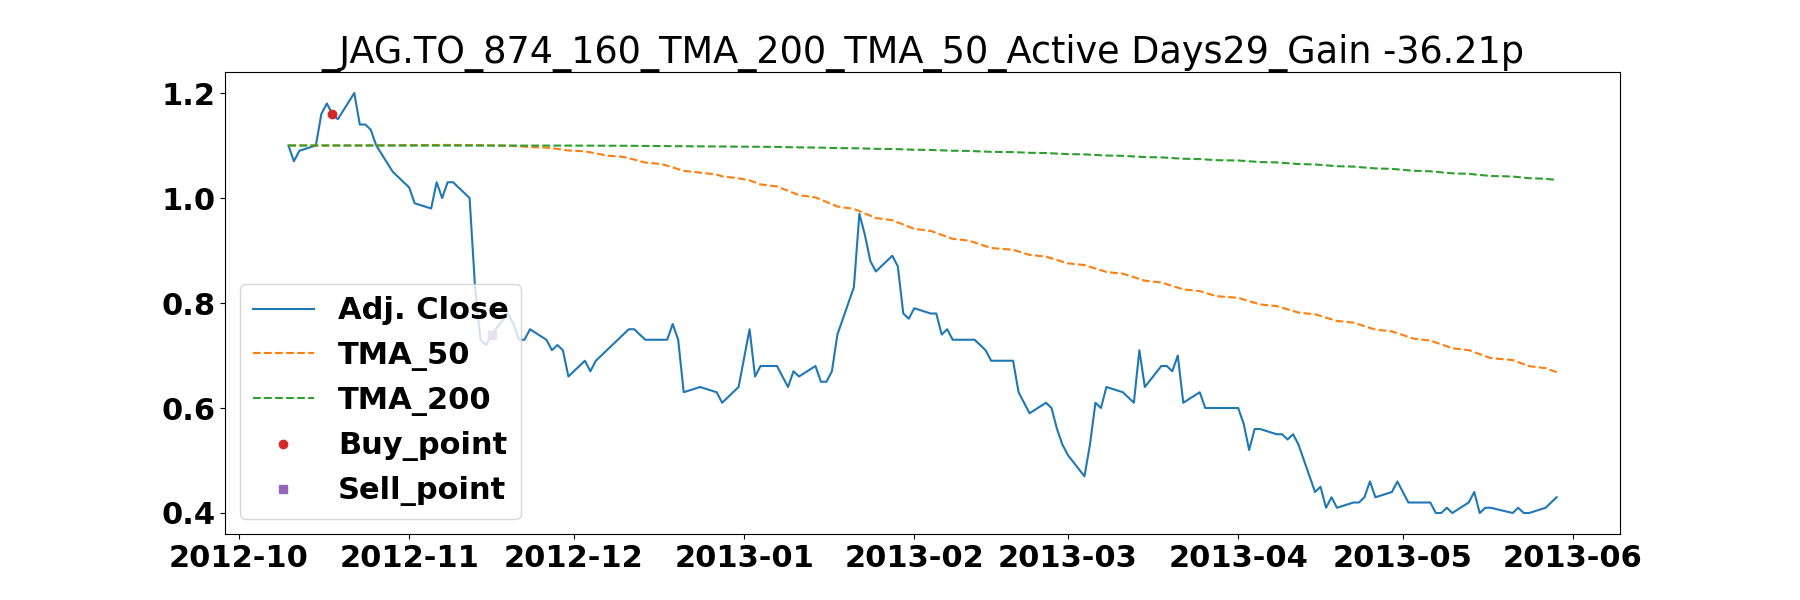 _JAG.TO_874_160_TMA_200_TMA_50_Active Days29_Gain -36.21p
1.2
1.0
0.8
0.6
0.4
Adj. Close
TMA_50
TMA_200
Buy_point
Sell_point
2012-10 2012-11 2012-12 2013-01 2013-02 2013-03 2013-04 2013-05 2013-06